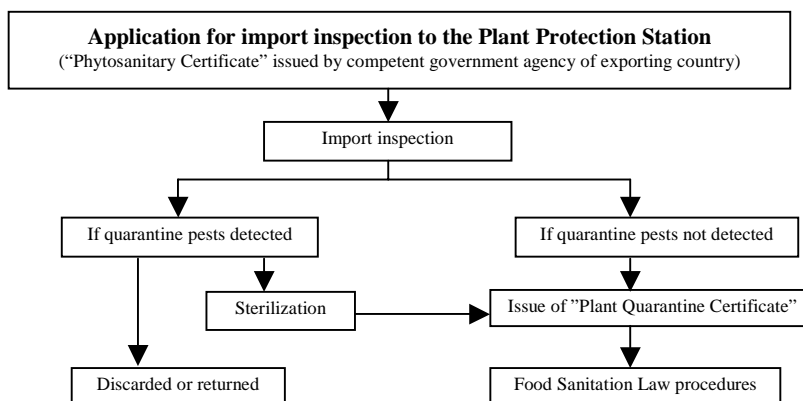 Application for import inspection to the Plant Protection Station
(“Phytosanitary Certificate” issued by competent government agency of exporting country)
Import inspection
If quarantine pests detected
If quarantine pests not detected
Sterilization
Issue of ”Plant Quarantine Certificate”
Discarded or returned
Food Sanitation Law procedures